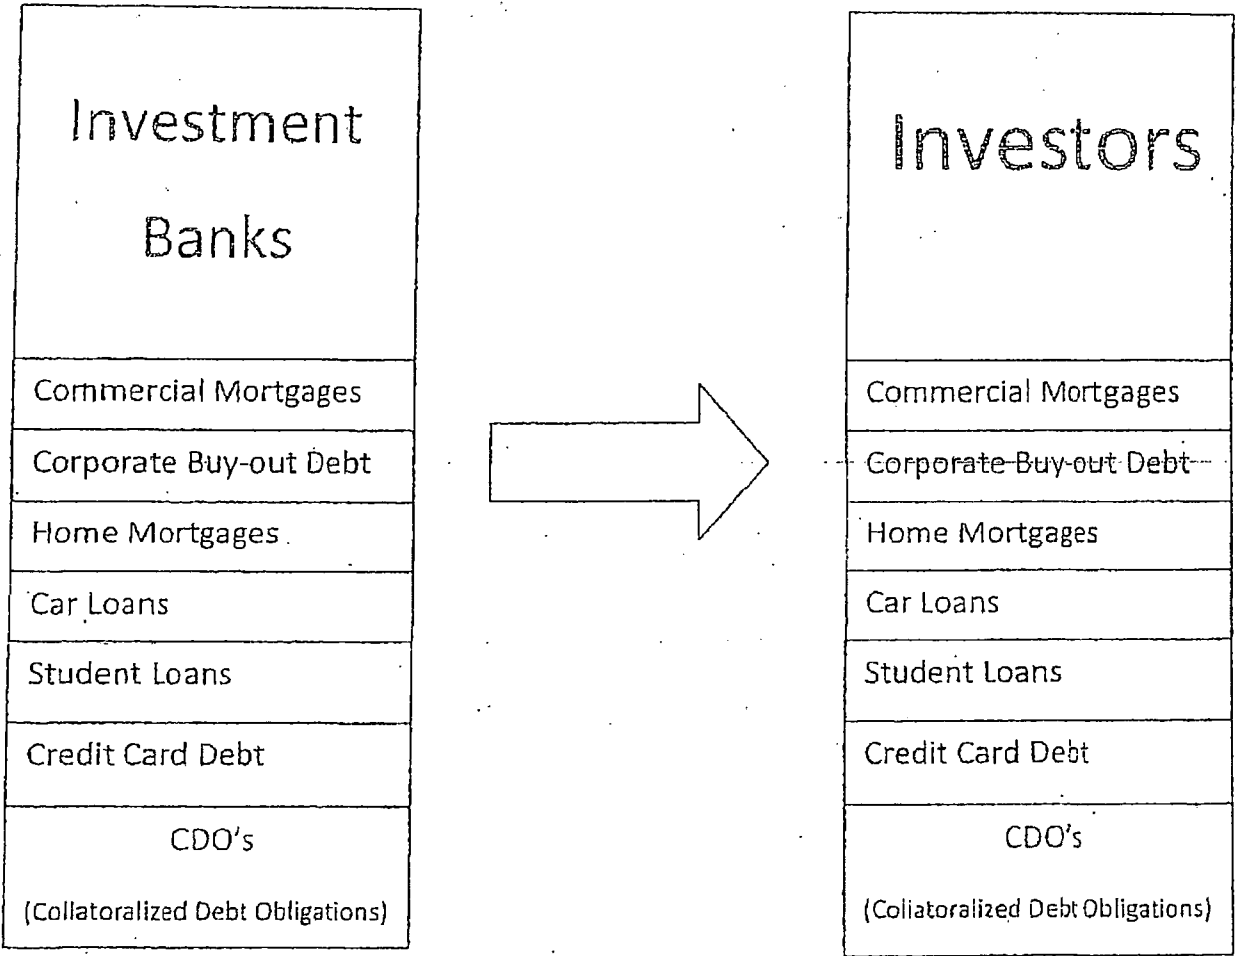 Investment
Banks
Commercial Mortgages
Corporate Buy-out Debt
Home Mortgages
Car Loans
Student Loans
Credit Card Debt
CDO's
(Collatoralized Debt Obligations)
Investors
Commercial Mortgages
Corporate Buy-out Debt
Home Mortgages
Car Loans
Student Loans
Credit Card Debt
CDO's
(Collatoralized Debt Obligations)